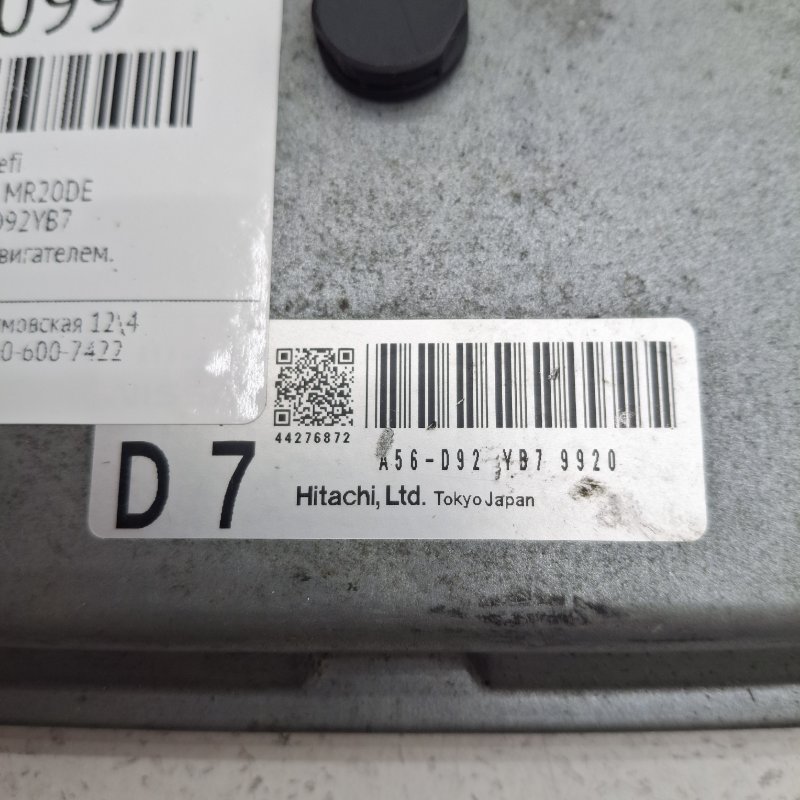 099
efi
MR20DE
D92YB7
вигателем.
мовская 12\4
0-600-7422
44276872
A56-D92 YB7 9920
D 7
Hitachi, Ltd. Tokyo Japan